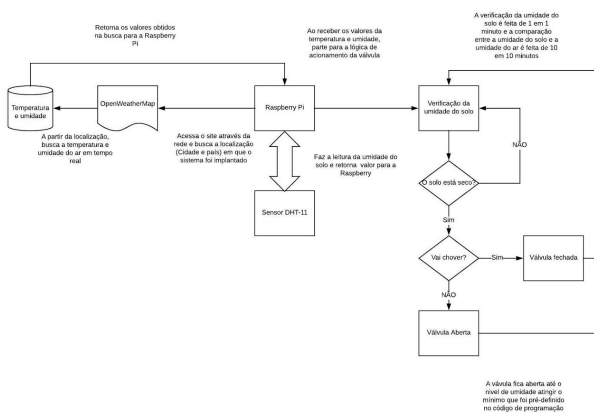 Retorna os valores obtidos
na busca para a Raspberry
Pi
Ao receber os valores da
temperatura e umidade,
parte para a lógica de
acionamento da válvula
A verificação da umidade do
solo é feita de 1 em 1
minuto e a comparação
entre a umidade do solo e a
umidade do ar é feita de 10
em 10 minutos
Temperatura
e umidade
OpenWeatherMap
Raspberry Pi
Verificação da
umidade do solo
A partir da localização,
busca a temperatura e
umidade do ar em tempo
real
Acessa o site através da
rede e busca a localização
(Cidade e país) em que o
sistema foi implantado
Faz a leitura da umidade do
solo e retorna valor para a
Raspberry
NÃO
O solo está seco?
Sensor DHT-11
Sim
Vai chover?
Sim
Válvula fechada
NÃO
Válvula Aberta
A vávula fica aberta até o
nivel de umidade atingir o
mínimo que foi pré-definido
no código de programação